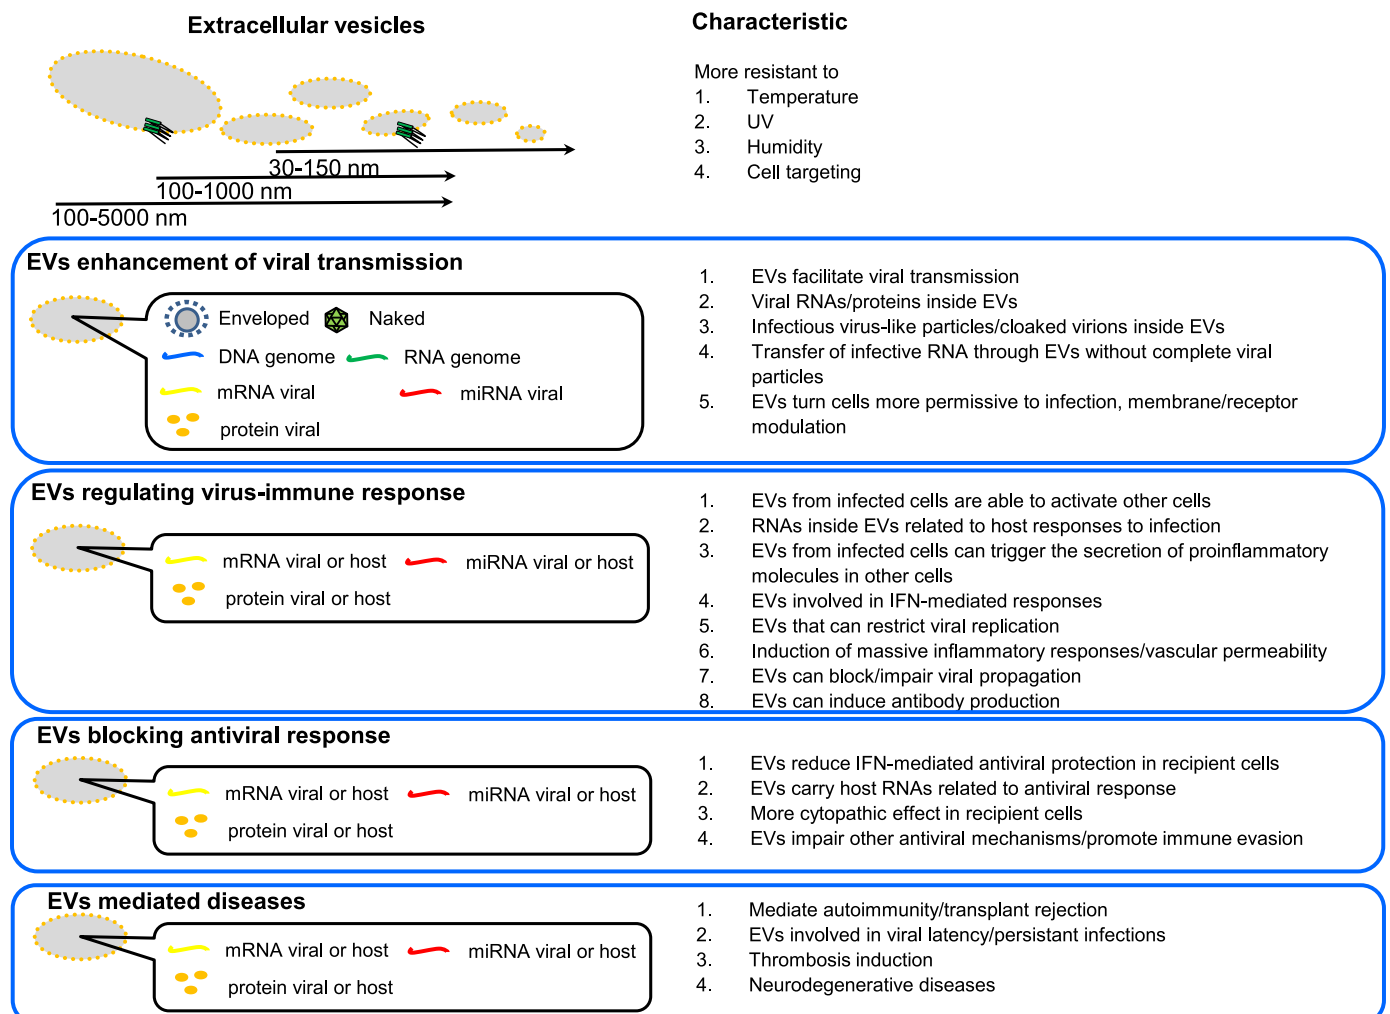 Extracellular vesicles
30-150 nm
100-1000 nm
100-5000 nm
Characteristic
More resistant to
1. Temperature
2. UV
3. Humidity
4. Cell targeting
EVs enhancement of viral transmission
Enveloped Naked
DNA genome RNA genome
mRNA viral miRNA viral
protein viral
1. EVs facilitate viral transmission
2. Viral RNAs/proteins inside EVs
3. Infectious virus-like particles/cloaked virions inside EVs
4. Transfer of infective RNA through EVs without complete viral
particles
5. EVs turn cells more permissive to infection, membrane/receptor
modulation
EVs regulating virus-immune response
mRNA viral or host miRNA viral or host
protein viral or host
1. EVs from infected cells are able to activate other cells
2. RNAs inside EVs related to host responses to infection
3. EVs from infected cells can trigger the secretion of proinflammatory
molecules in other cells
4. EVs involved in IFN-mediated responses
5. EVs that can restrict viral replication
6. Induction of massive inflammatory responses/vascular permeability
7. EVs can block/impair viral propagation
8. EVs can induce antibody production
EVs blocking antiviral response
mRNA viral or host miRNA viral or host
protein viral or host
1. EVs reduce IFN-mediated antiviral protection in recipient cells
2. EVs carry host RNAs related to antiviral response
3. More cytopathic effect in recipient cells
4. EVs impair other antiviral mechanisms/promote immune evasion
EVs mediated diseases
mRNA viral or host miRNA viral or host
protein viral or host
1. Mediate autoimmunity/transplant rejection
2. EVs involved in viral latency/persistant infections
3. Thrombosis induction
4. Neurodegenerative diseases